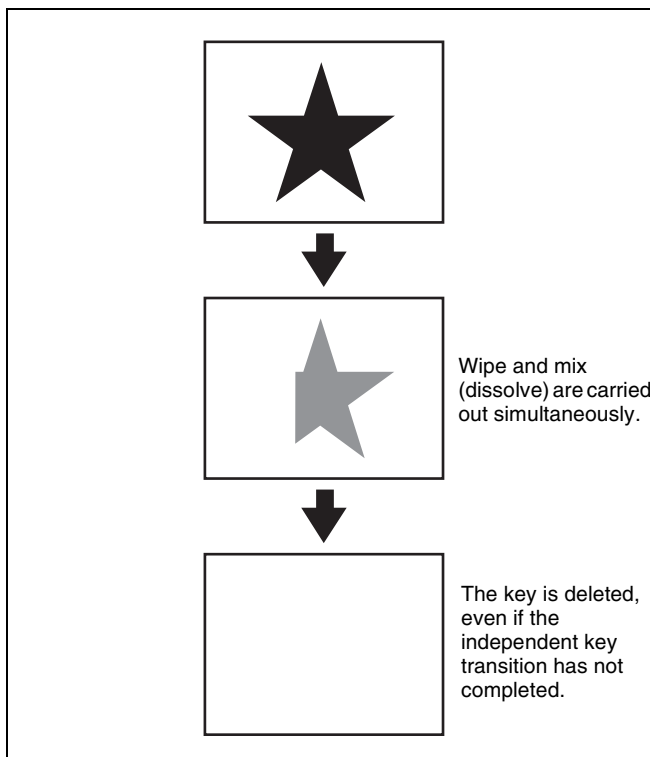 Wipe and mix
(dissolve) are carried
out simultaneously.
The key is deleted,
even if the
independent key
transition has not
completed.